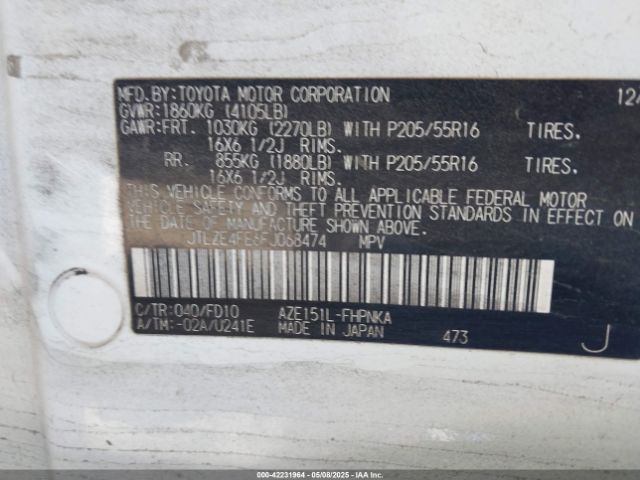 MFD.BY:TOYOTA MOTOR CORPORATION 12/
GVWR:1860KG (4105LB)
GAWR:FRT. 1030KG (2270LB) WITH P205/55R16 TIRES.
16X6 1/2J RIMS.
RR. 855KG (1880LB) WITH P205/55R16 TIRES.
16X6 1/2J RIMS.
THIS VEHICLE CONFORMS TO ALL APPLICABLE FEDERAL MOTOR
VEHICLE SAFETY AND THEFT PREVENTION STANDARDS IN EFFECT ON
THE DATE OF MANUFACTURE SHOWN ABOVE.
JTLZE4FE6FJ068474 MPV
C/TR:040/FD10 AZE151L-FHPNKA
A/TM:-02A/U241E MADE IN JAPAN 473 J
000-42231964 | 05/08/2025 - COPYRIGHT IAA, LLC.